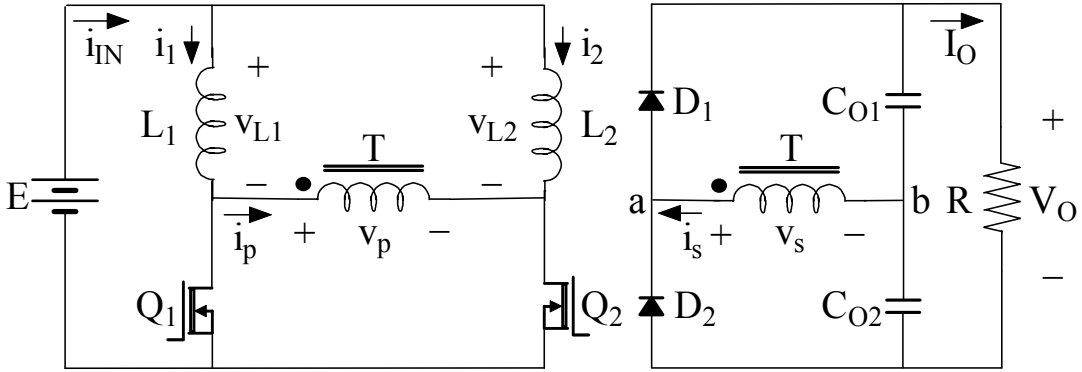 i_IN
i_1
+
+
i_2
I_O
D_1
C_O1
L_1
v_L1
v_L2
L_2
+
T
T
E
−
−
a
b
R
V_O
i_p
+
v_p
−
i_s
+
v_s
−
−
Q_1
Q_2
D_2
C_O2